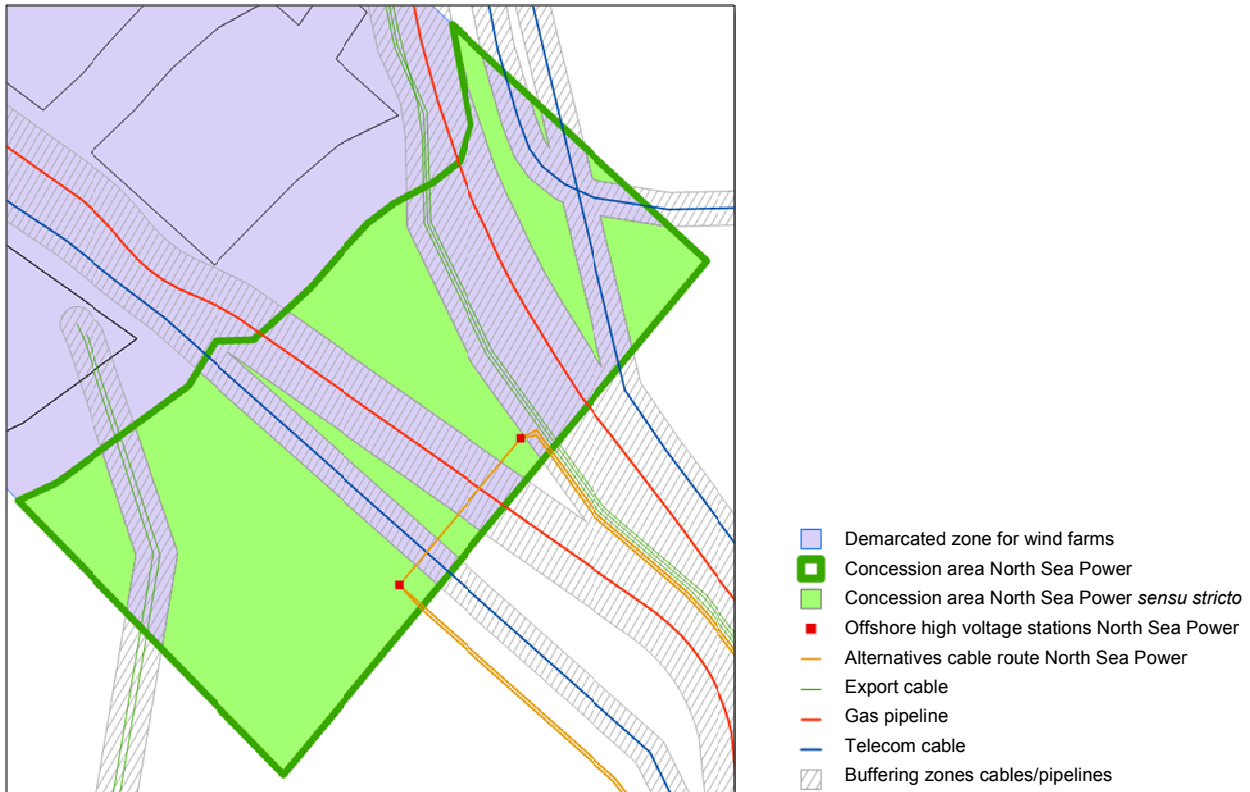 Demarcated zone for wind farms
Concession area North Sea Power
Concession area North Sea Power sensu stricto
Offshore high voltage stations North Sea Power
Alternatives cable route North Sea Power
Export cable
Gas pipeline
Telecom cable
Buffering zones cables/pipelines